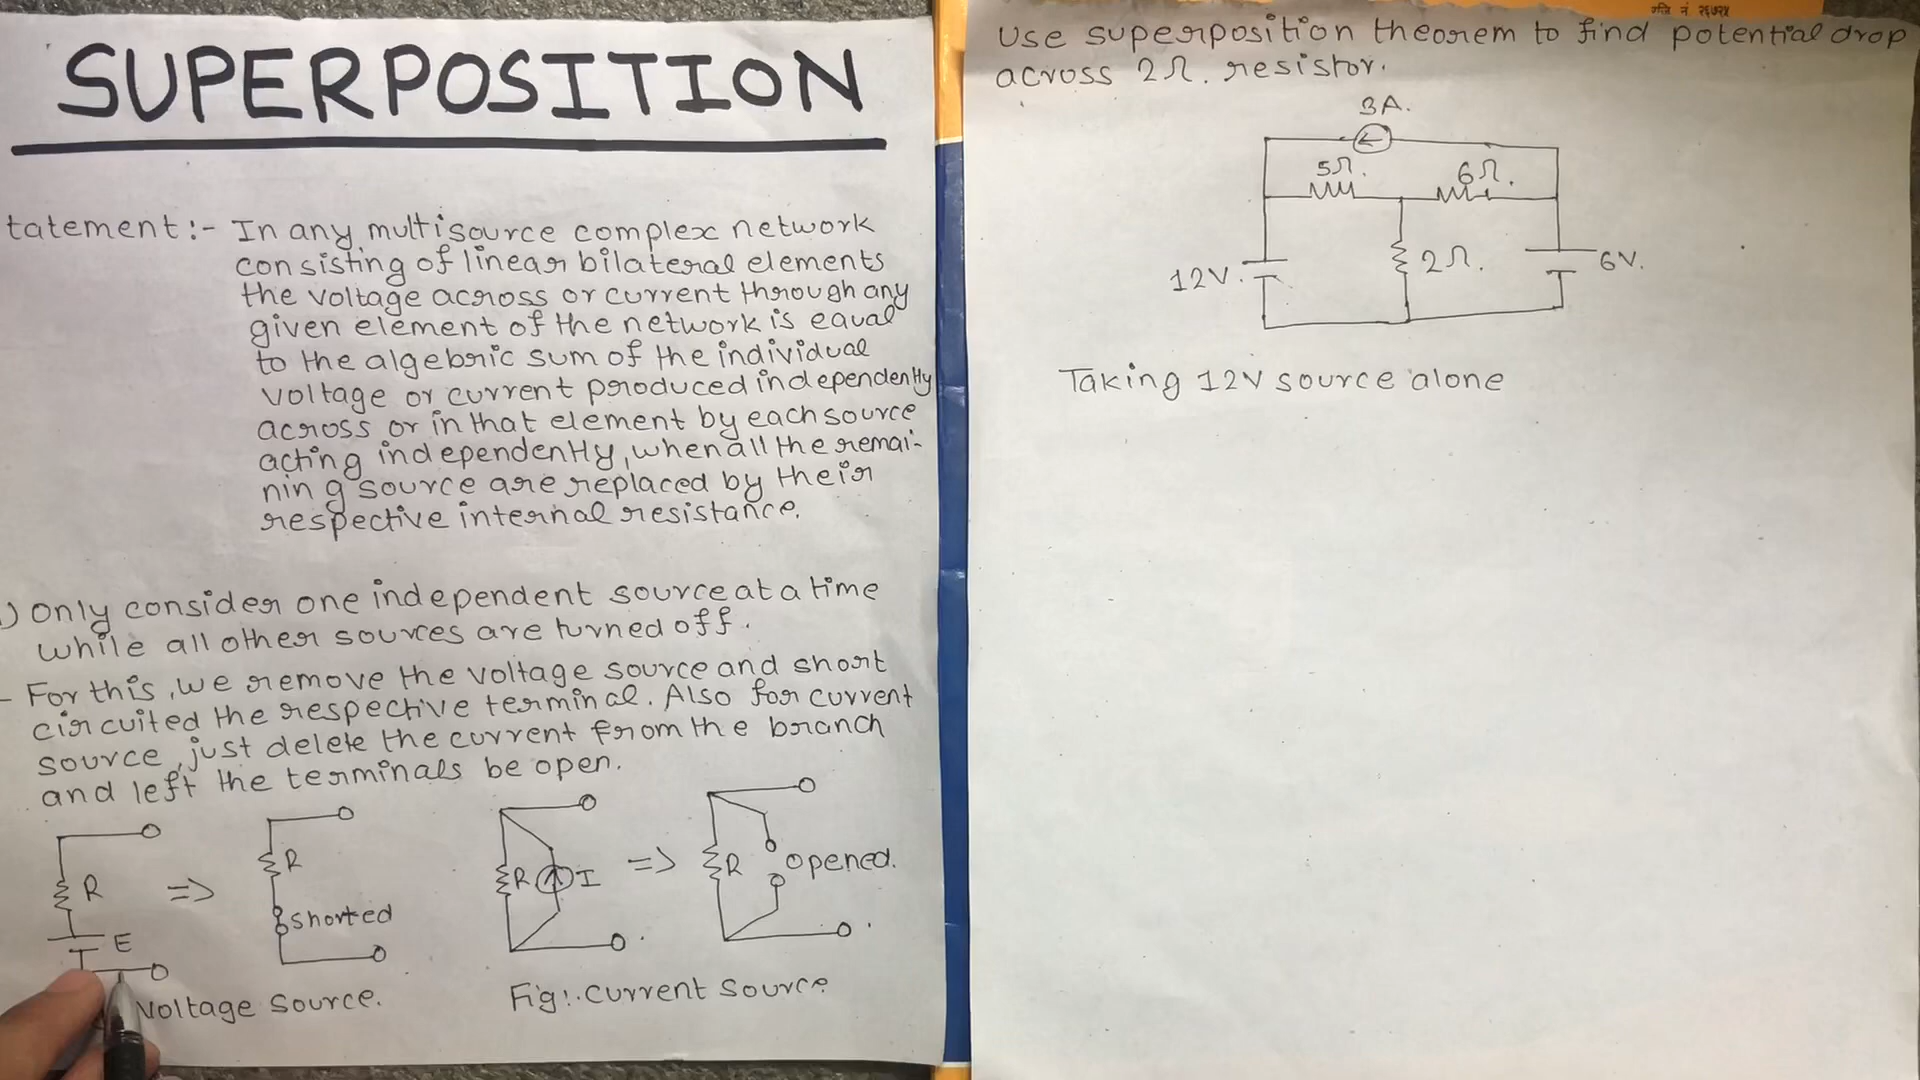 SUPERPOSITION
tatement:- In any multisource complex network
consisting of linear bilateral elements
the voltage across or current through any
given element of the network is equal
to the algebric sum of the individual
voltage or current produced independently
across or in that element by each source
acting independently, when all the remai-
ning source are replaced by their
respective internal resistance.
) Only consider one independent source at a time
while all other sources are turned off.
- For this, we remove the voltage source and short
circuited the respective terminal. Also for current
source, just delete the current from the branch
and left the terminals be open.
R
E
=>
R
shorted
R
I
=>
R
opened.
Voltage Source.
Fig:. Current Source
गति नं २६७२५
Use superposition theorem to find potential drop
across 2Ω. resistor.
3A.
5Ω.
6Ω.
12V.
2Ω.
6V.
Taking 12V source alone